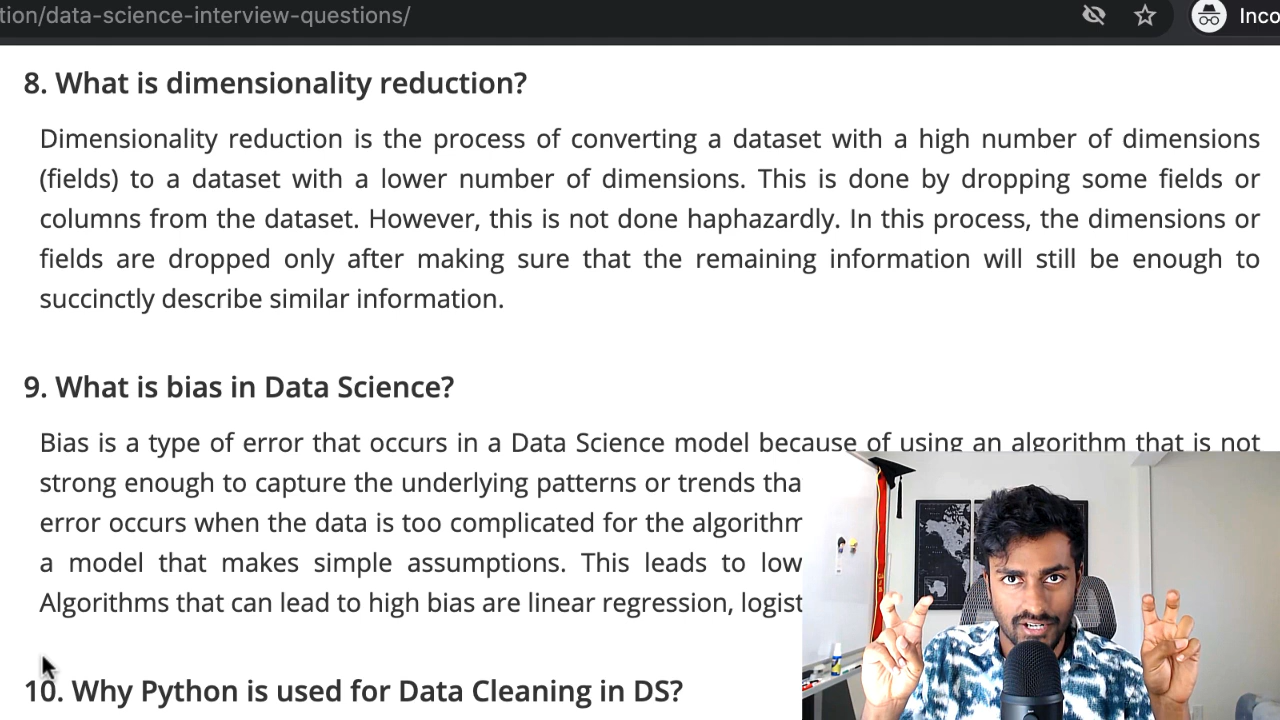 tion/data-science-interview-questions/
Inco
8. What is dimensionality reduction?
Dimensionality reduction is the process of converting a dataset with a high number of dimensions
(fields) to a dataset with a lower number of dimensions. This is done by dropping some fields or
columns from the dataset. However, this is not done haphazardly. In this process, the dimensions or
fields are dropped only after making sure that the remaining information will still be enough to
succinctly describe similar information.
9. What is bias in Data Science?
Bias is a type of error that occurs in a Data Science model because of using an algorithm that is not
strong enough to capture the underlying patterns or trends tha
error occurs when the data is too complicated for the algorithm
a model that makes simple assumptions. This leads to low
Algorithms that can lead to high bias are linear regression, logist
10. Why Python is used for Data Cleaning in DS?